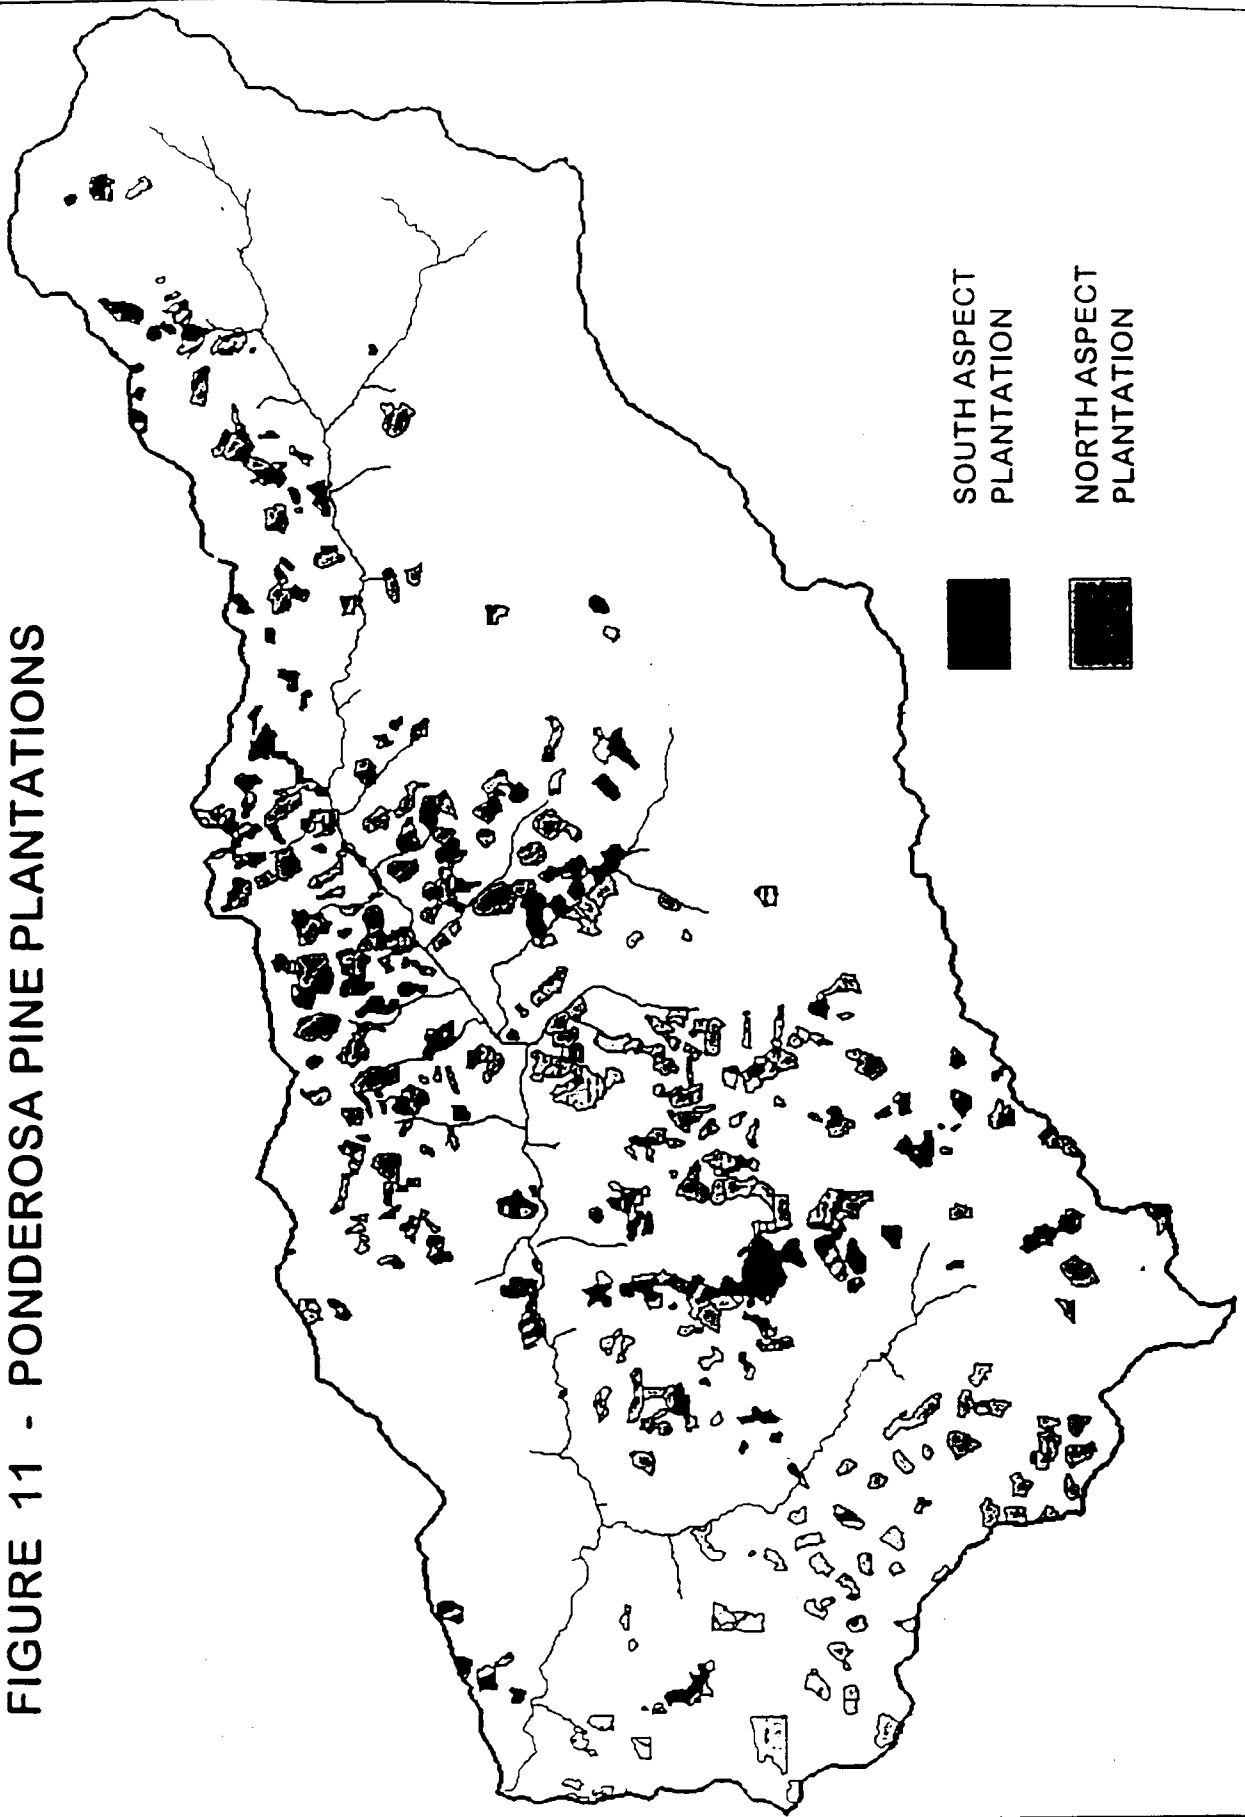 FIGURE 11 - PONDEROSA PINE PLANTATIONS
SOUTH ASPECT
PLANTATION
NORTH ASPECT
PLANTATION